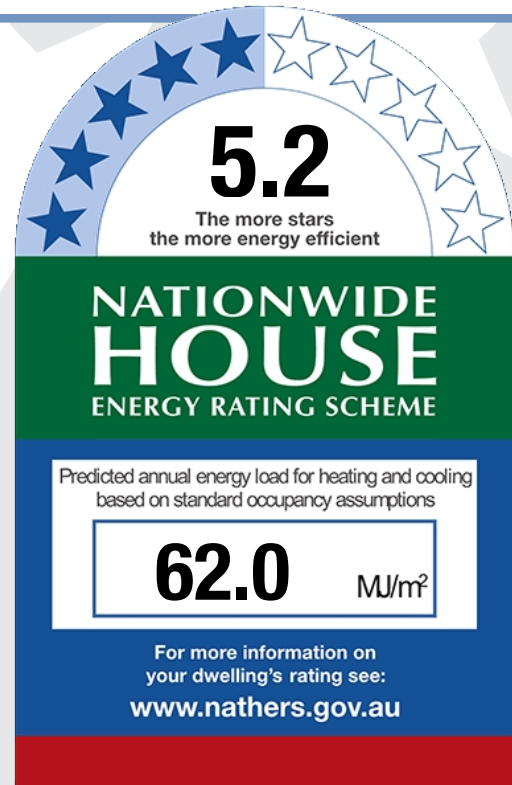 5.2
The more stars
the more energy efficient
NATIONWIDE
HOUSE
ENERGY RATING SCHEME
Predicted annual energy load for heating and cooling
based on standard occupancy assumptions
62.0 MJ/m²
For more information on
your dwelling's rating see:
www.nathers.gov.au